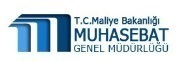 T.C.Maliye Bakanlığı
MUHASEBAT
GENEL MÜDÜRLÜĞÜ